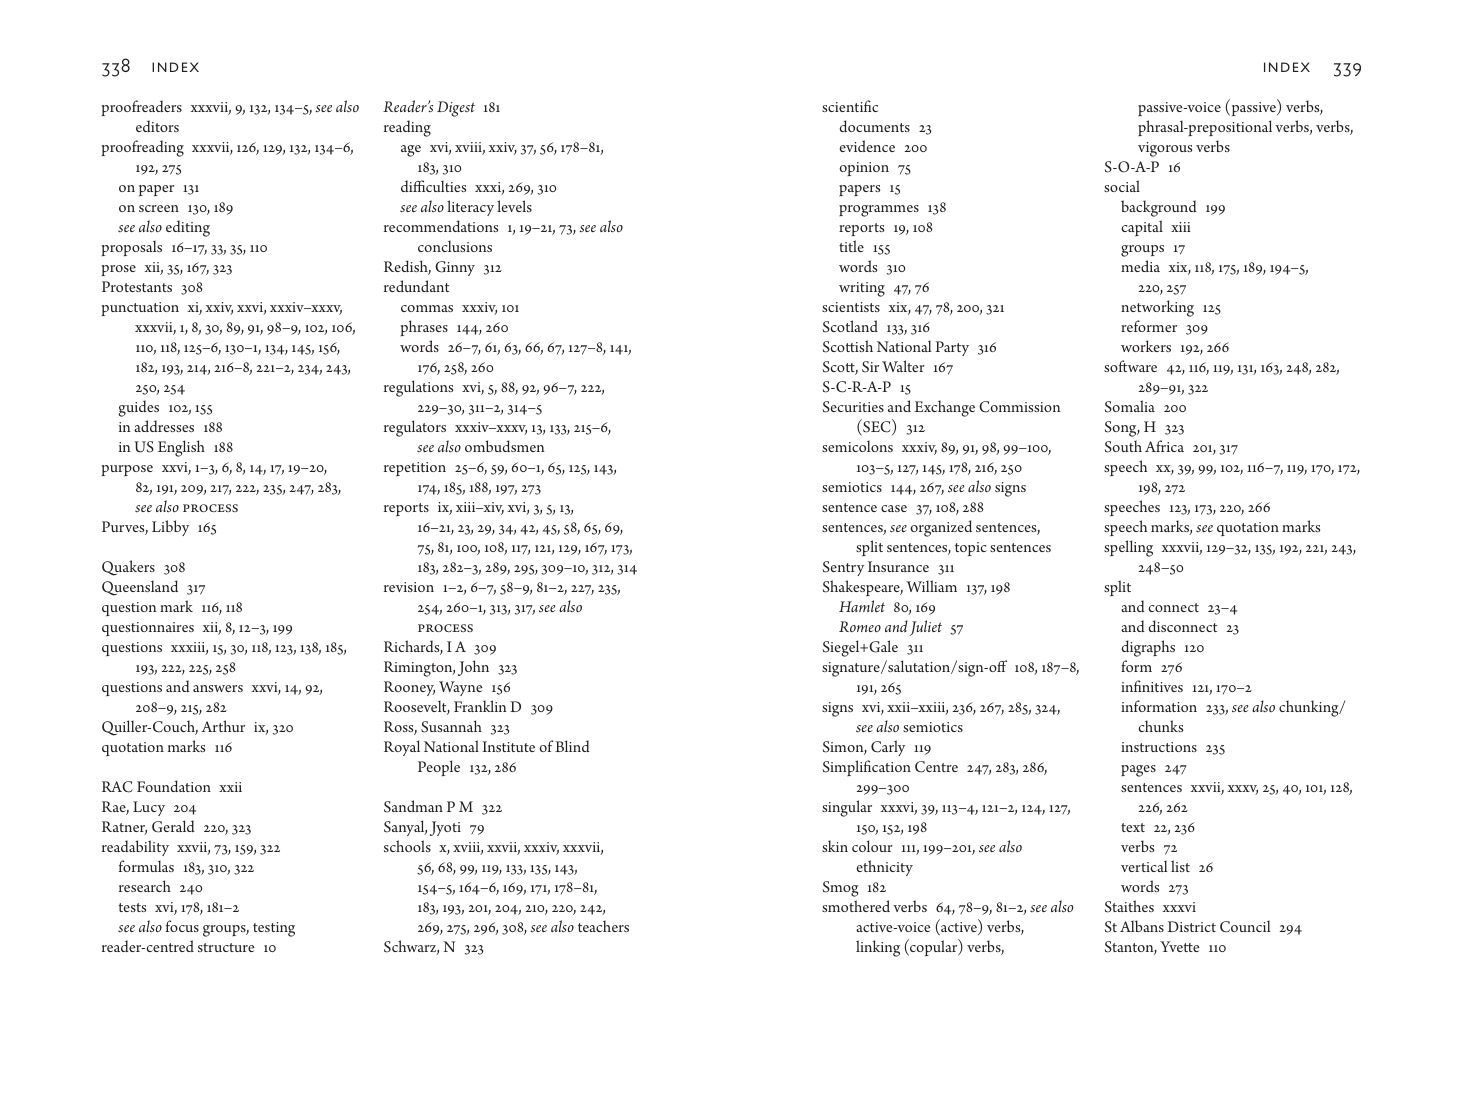 338 INDEX
proofreaders xxxvii, 9, 132, 134–5, see also
editors
proofreading xxxvii, 126, 129, 132, 134–6,
192, 275
on paper 131
on screen 130, 189
see also editing
proposals 16–17, 33, 35, 110
prose xii, 35, 167, 323
Protestants 308
punctuation xi, xxiv, xxvi, xxxiv–xxxv,
xxxvii, 1, 8, 30, 89, 91, 98–9, 102, 106,
110, 118, 125–6, 130–1, 134, 145, 156,
182, 193, 214, 216–8, 221–2, 234, 243,
250, 254
guides 102, 155
in addresses 188
in US English 188
purpose xxvi, 1–3, 6, 8, 14, 17, 19–20,
82, 191, 209, 217, 222, 235, 247, 283,
see also PROCESS
Purves, Libby 165
Quakers 308
Queensland 317
question mark 116, 118
questionnaires xii, 8, 12–3, 199
questions xxxiii, 15, 30, 118, 123, 138, 185,
193, 222, 225, 258
questions and answers xxvi, 14, 92,
208–9, 215, 282
Quiller-Couch, Arthur ix, 320
quotation marks 116
RAC Foundation xxii
Rae, Lucy 204
Ratner, Gerald 220, 323
readability xxvii, 73, 159, 322
formulas 183, 310, 322
research 240
tests xvi, 178, 181–2
see also focus groups, testing
reader-centred structure 10
Reader's Digest 181
reading
age xvi, xviii, xxiv, 37, 56, 178–81,
183, 310
difficulties xxxi, 269, 310
see also literacy levels
recommendations 1, 19–21, 73, see also
conclusions
Redish, Ginny 312
redundant
commas xxxiv, 101
phrases 144, 260
words 26–7, 61, 63, 66, 67, 127–8, 141,
176, 258, 260
regulations xvi, 5, 88, 92, 96–7, 222,
229–30, 311–2, 314–5
regulators xxxiv–xxxv, 13, 133, 215–6,
see also ombudsmen
repetition 25–6, 59, 60–1, 65, 125, 143,
174, 185, 188, 197, 273
reports ix, xiii–xiv, xvi, 3, 5, 13,
16–21, 23, 29, 34, 42, 45, 58, 65, 69,
75, 81, 100, 108, 117, 121, 129, 167, 173,
183, 282–3, 289, 295, 309–10, 312, 314
revision 1–2, 6–7, 58–9, 81–2, 227, 235,
254, 260–1, 313, 317, see also
PROCESS
Richards, I A 309
Rimington, John 323
Rooney, Wayne 156
Roosevelt, Franklin D 309
Ross, Susannah 323
Royal National Institute of Blind
People 132, 286
Sandman P M 322
Sanyal, Jyoti 79
schools x, xviii, xxvii, xxxiv, xxxvii,
56, 68, 99, 119, 133, 135, 143,
154–5, 164–6, 169, 171, 178–81,
183, 193, 201, 204, 210, 220, 242,
269, 275, 296, 308, see also teachers
Schwarz, N 323
INDEX 339
scientific
documents 23
evidence 200
opinion 75
papers 15
programmes 138
reports 19, 108
title 155
words 310
writing 47, 76
scientists xix, 47, 78, 200, 321
Scotland 133, 316
Scottish National Party 316
Scott, Sir Walter 167
S-C-R-A-P 15
Securities and Exchange Commission
(SEC) 312
semicolons xxxiv, 89, 91, 98, 99–100,
103–5, 127, 145, 178, 216, 250
semiotics 144, 267, see also signs
sentence case 37, 108, 288
sentences, see organized sentences,
split sentences, topic sentences
Sentry Insurance 311
Shakespeare, William 137, 198
Hamlet 80, 169
Romeo and Juliet 57
Siegel+Gale 311
signature/salutation/sign-off 108, 187–8,
191, 265
signs xvi, xxii–xxiii, 236, 267, 285, 324,
see also semiotics
Simon, Carly 119
Simplification Centre 247, 283, 286,
299–300
singular xxxvi, 39, 113–4, 121–2, 124, 127,
150, 152, 198
skin colour 111, 199–201, see also
ethnicity
Smog 182
smothered verbs 64, 78–9, 81–2, see also
active-voice (active) verbs,
linking (copular) verbs,
passive-voice (passive) verbs,
phrasal-prepositional verbs, verbs,
vigorous verbs
S-O-A-P 16
social
background 199
capital xiii
groups 17
media xix, 118, 175, 189, 194–5,
220, 257
networking 125
reformer 309
workers 192, 266
software 42, 116, 119, 131, 163, 248, 282,
289–91, 322
Somalia 200
Song, H 323
South Africa 201, 317
speech xx, 39, 99, 102, 116–7, 119, 170, 172,
198, 272
speeches 123, 173, 220, 266
speech marks, see quotation marks
spelling xxxvii, 129–32, 135, 192, 221, 243,
248–50
split
and connect 23–4
and disconnect 23
digraphs 120
form 276
infinitives 121, 170–2
information 233, see also chunking/
chunks
instructions 235
pages 247
sentences xxvii, xxxv, 25, 40, 101, 128,
226, 262
text 22, 236
verbs 72
vertical list 26
words 273
Staithes xxxvi
St Albans District Council 294
Stanton, Yvette 110